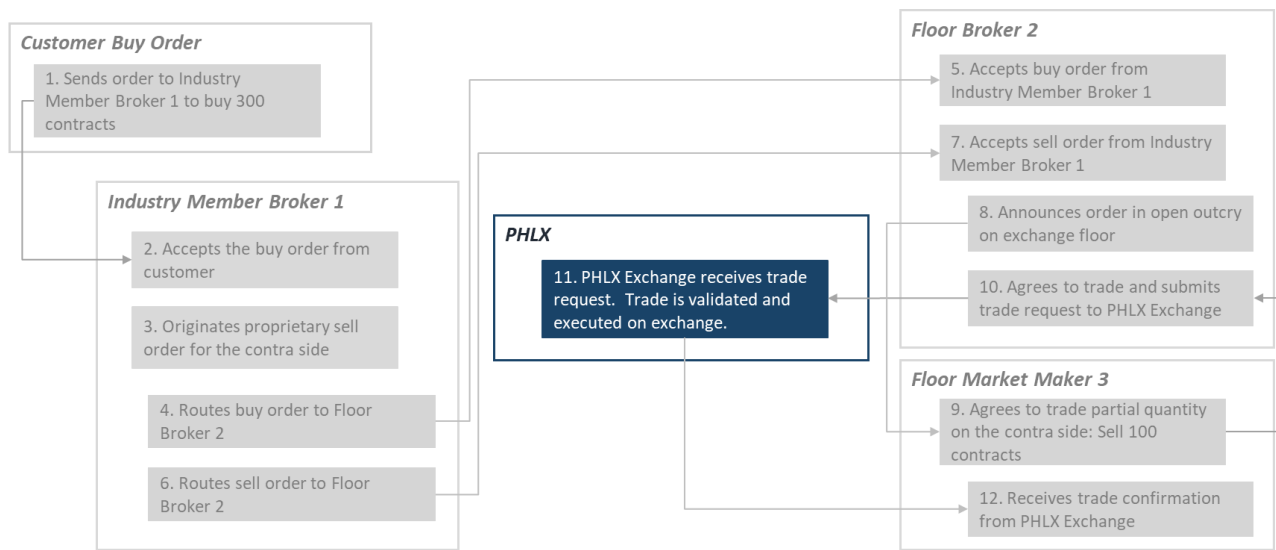 Customer Buy Order
1. Sends order to Industry
Member Broker 1 to buy 300
contracts
Industry Member Broker 1
2. Accepts the buy order from
customer
3. Originates proprietary sell
order for the contra side
4. Routes buy order to Floor
Broker 2
6. Routes sell order to Floor
Broker 2
PHLX
11. PHLX Exchange receives trade
request.  Trade is validated and
executed on exchange.
Floor Broker 2
5. Accepts buy order from
Industry Member Broker 1
7. Accepts sell order from Industry
Member Broker 1
8. Announces order in open outcry
on exchange floor
10. Agrees to trade and submits
trade request to PHLX Exchange
Floor Market Maker 3
9. Agrees to trade partial quantity
on the contra side: Sell 100
contracts
12. Receives trade confirmation
from PHLX Exchange